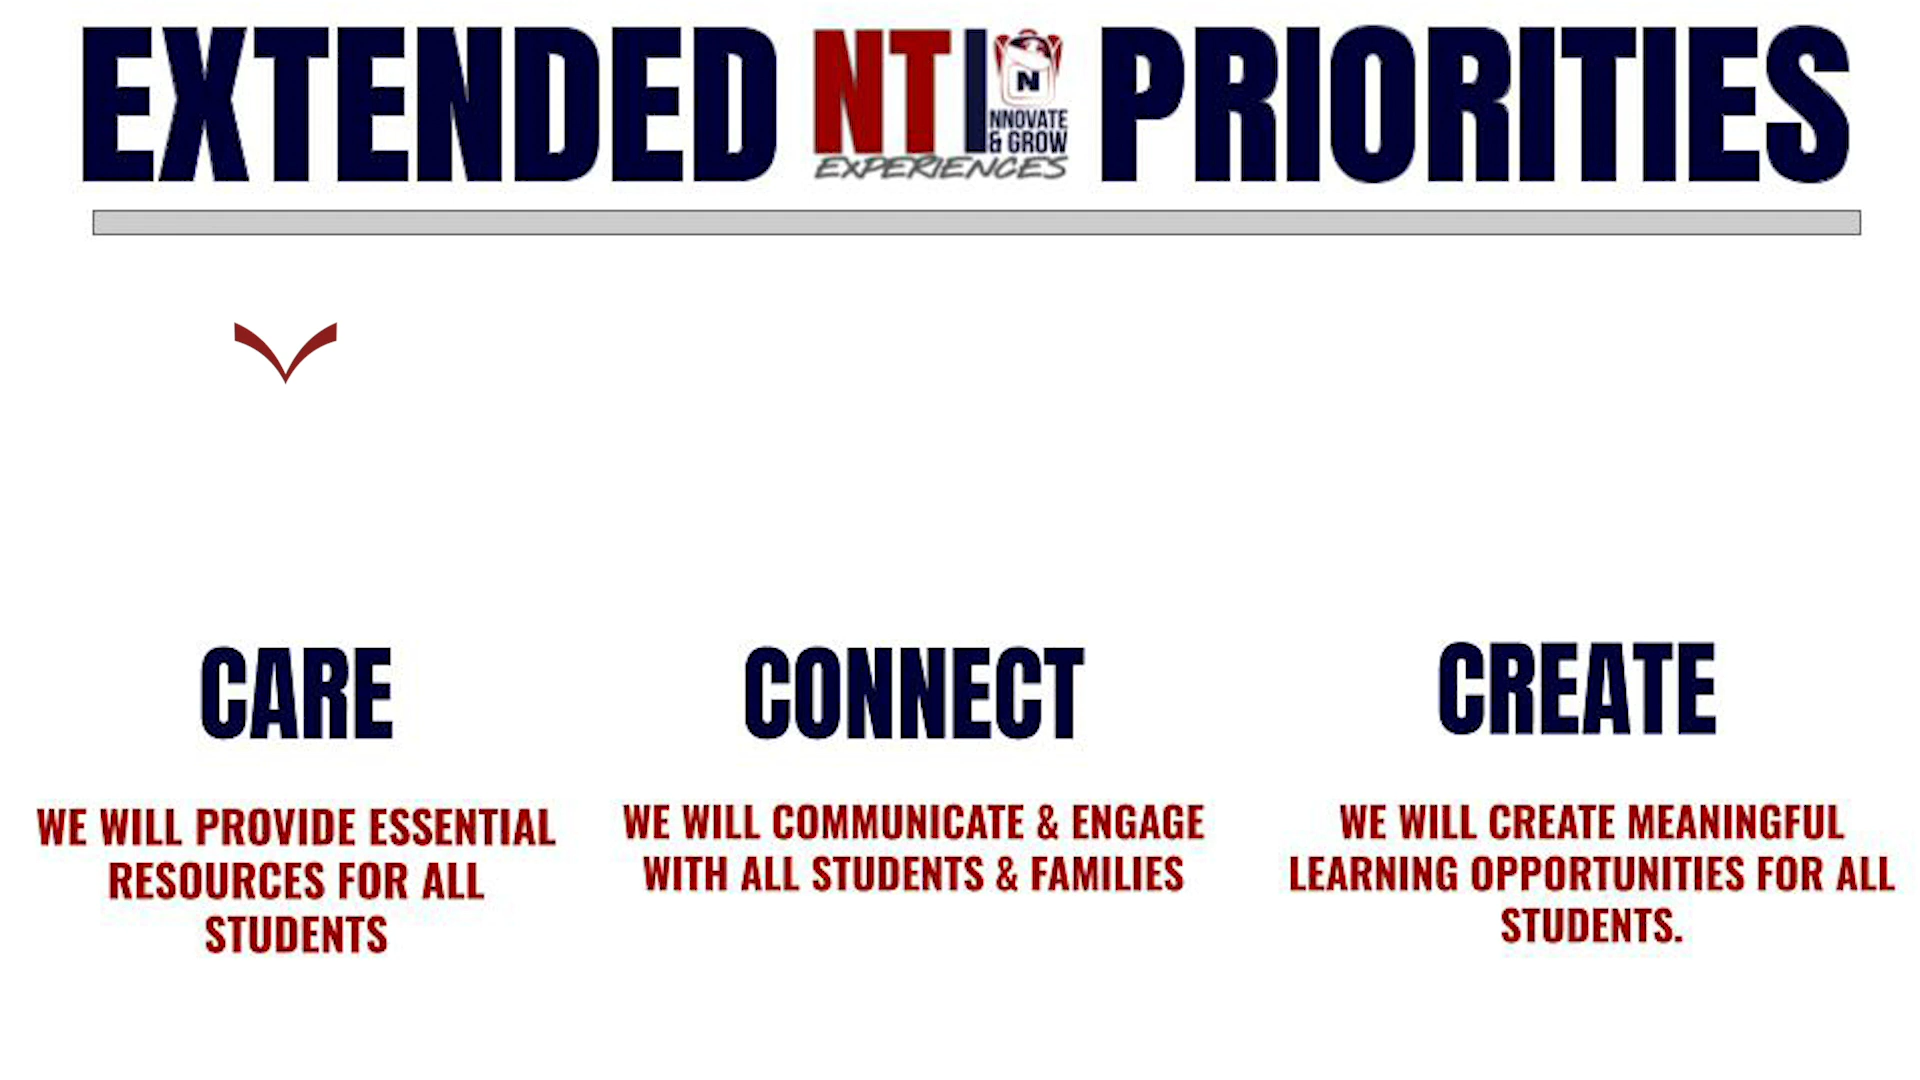 EXTENDED NTI PRIORITIES
N
NNOVATE
& GROW
EXPERIENCES
CARE
WE WILL PROVIDE ESSENTIAL
RESOURCES FOR ALL
STUDENTS
CONNECT
WE WILL COMMUNICATE & ENGAGE
WITH ALL STUDENTS & FAMILIES
CREATE
WE WILL CREATE MEANINGFUL
LEARNING OPPORTUNITIES FOR ALL
STUDENTS.